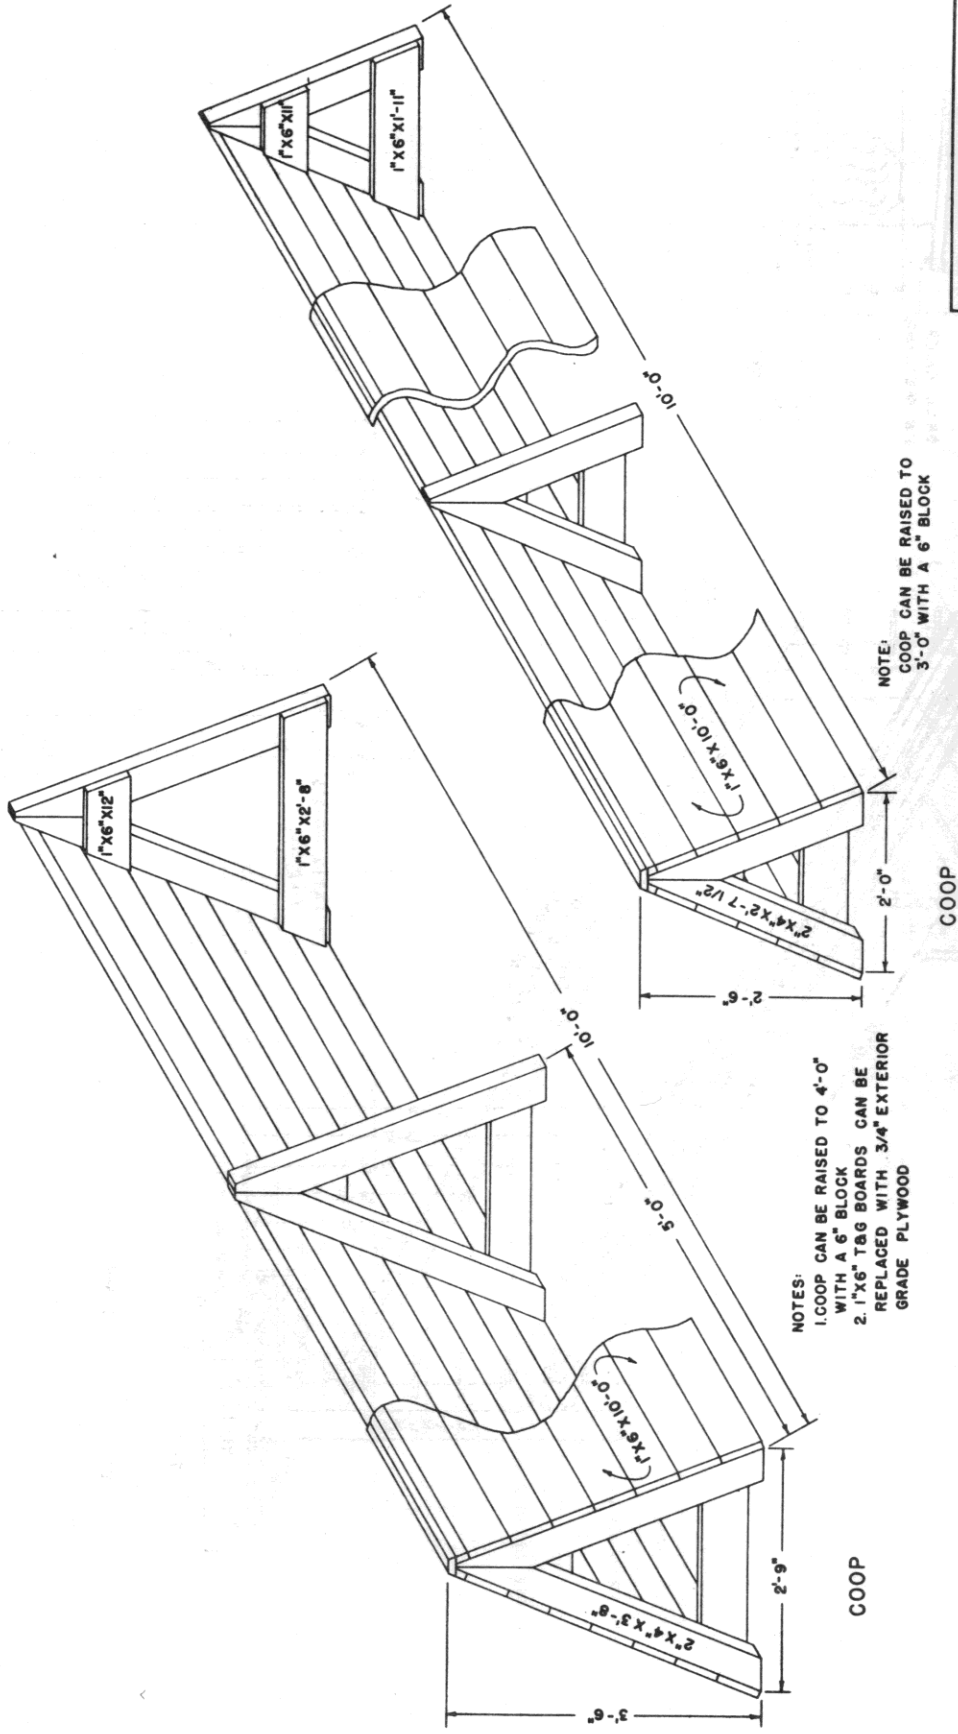 1"X6"X12"
1"X6"X2'-8"
10'-0"
5'-0"
1"X6"X10'-0"
2"X4"X3'-8"
3'-6"
2'-9"
COOP
NOTES:
1.COOP CAN BE RAISED TO 4'-0"
WITH A 6" BLOCK
2. 1"X6" T&G BOARDS CAN BE
REPLACED WITH 3/4" EXTERIOR
GRADE PLYWOOD
1"X6"X11"
1"X6"X1'-11"
10'-0"
1"X6"X10'-0"
2"X4"X2'-7 1/2"
2'-6"
2'-0"
COOP
NOTE:
COOP CAN BE RAISED TO
3'-0" WITH A 6" BLOCK